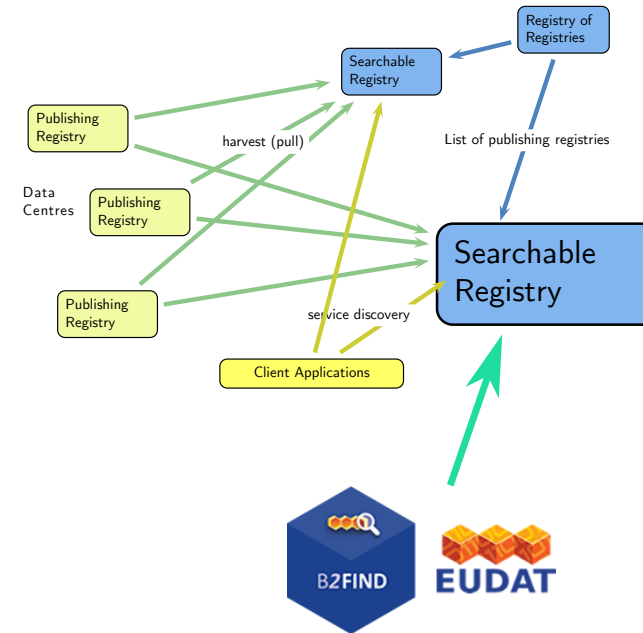 Registry of
Registries
Searchable
Registry
Publishing
Registry
harvest (pull)
List of publishing registries
Data
Centres
Publishing
Registry
Searchable
Registry
Publishing
Registry
service discovery
Client Applications
B2FIND
EUDAT